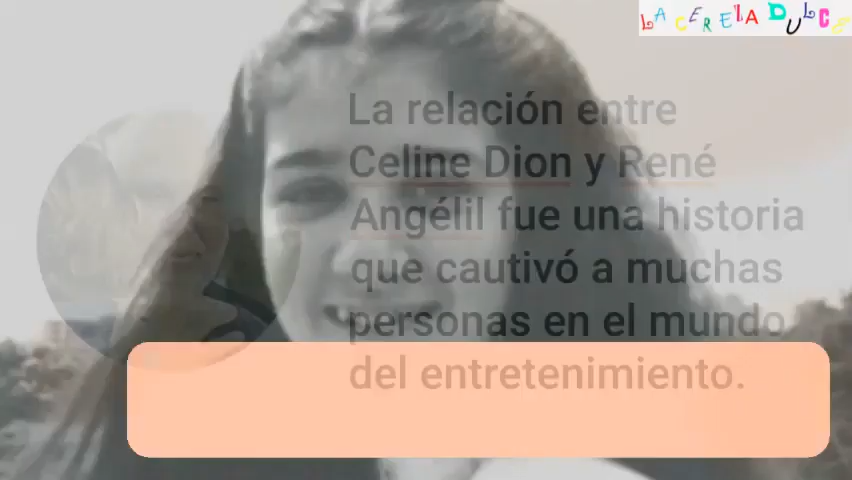 LA CEREZA DULCE
La relación entre
Celine Dion y René
Angélil fue una historia
que cautivó a muchas
personas en el mundo
del entretenimiento.